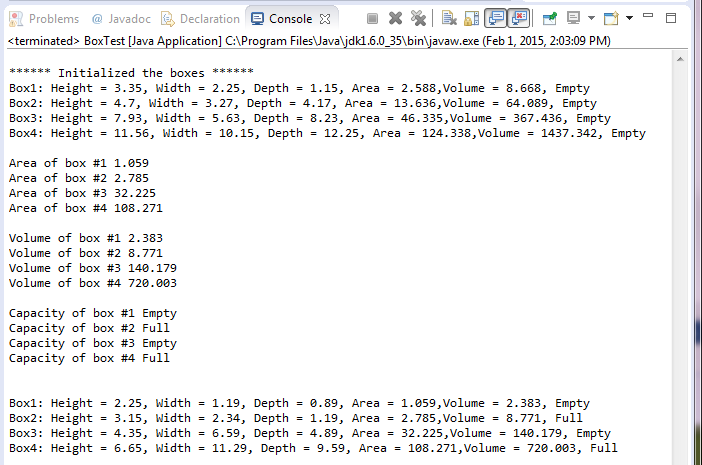 Problems @ Javadoc Declaration Console
<terminated> BoxTest [Java Application] C:\Program Files\Java\jdk1.6.0_35\bin\javaw.exe (Feb 1, 2015, 2:03:09 PM)
****** Initialized the boxes ******
Box1: Height = 3.35, Width = 2.25, Depth = 1.15, Area = 2.588,Volume = 8.668, Empty
Box2: Height = 4.7, Width = 3.27, Depth = 4.17, Area = 13.636,Volume = 64.089, Empty
Box3: Height = 7.93, Width = 5.63, Depth = 8.23, Area = 46.335,Volume = 367.436, Empty
Box4: Height = 11.56, Width = 10.15, Depth = 12.25, Area = 124.338,Volume = 1437.342, Empty
Area of box #1 1.059
Area of box #2 2.785
Area of box #3 32.225
Area of box #4 108.271
Volume of box #1 2.383
Volume of box #2 8.771
Volume of box #3 140.179
Volume of box #4 720.003
Capacity of box #1 Empty
Capacity of box #2 Full
Capacity of box #3 Empty
Capacity of box #4 Full
Box1: Height = 2.25, Width = 1.19, Depth = 0.89, Area = 1.059,Volume = 2.383, Empty
Box2: Height = 3.15, Width = 2.34, Depth = 1.19, Area = 2.785,Volume = 8.771, Full
Box3: Height = 4.35, Width = 6.59, Depth = 4.89, Area = 32.225,Volume = 140.179, Empty
Box4: Height = 6.65, Width = 11.29, Depth = 9.59, Area = 108.271,Volume = 720.003, Full